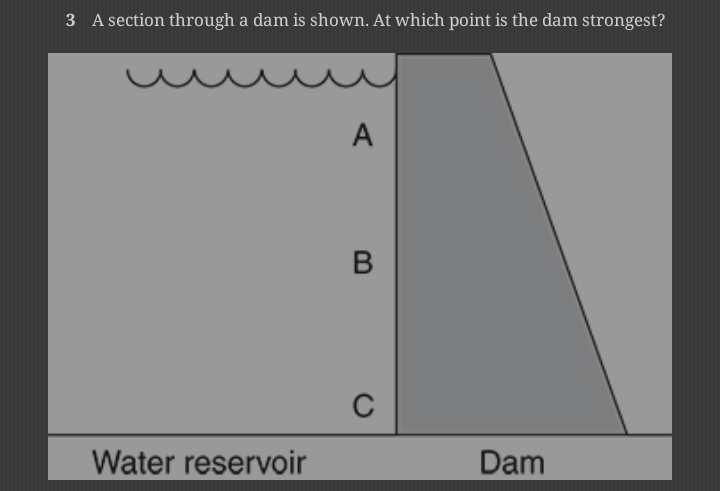 3 A section through a dam is shown. At which point is the dam strongest?
A
B
C
Water reservoir Dam